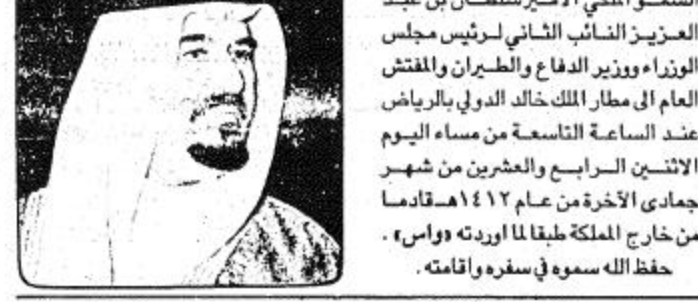 العزيز النائب الثاني لرئيس مجلس
الوزراء ووزير الدفاع والطيران والمفتش
العام الى مطار الملك خالد الدولي بالرياض
عند الساعة التاسعة من مساء اليوم
الاثنين الرابع والعشرين من شهر
جمادى الآخرة من عام ١٤١٢هـ قادما
من خارج المملكة طبقا لما اوردته «واس» .
حفظ الله سموه في سفره واقامته .